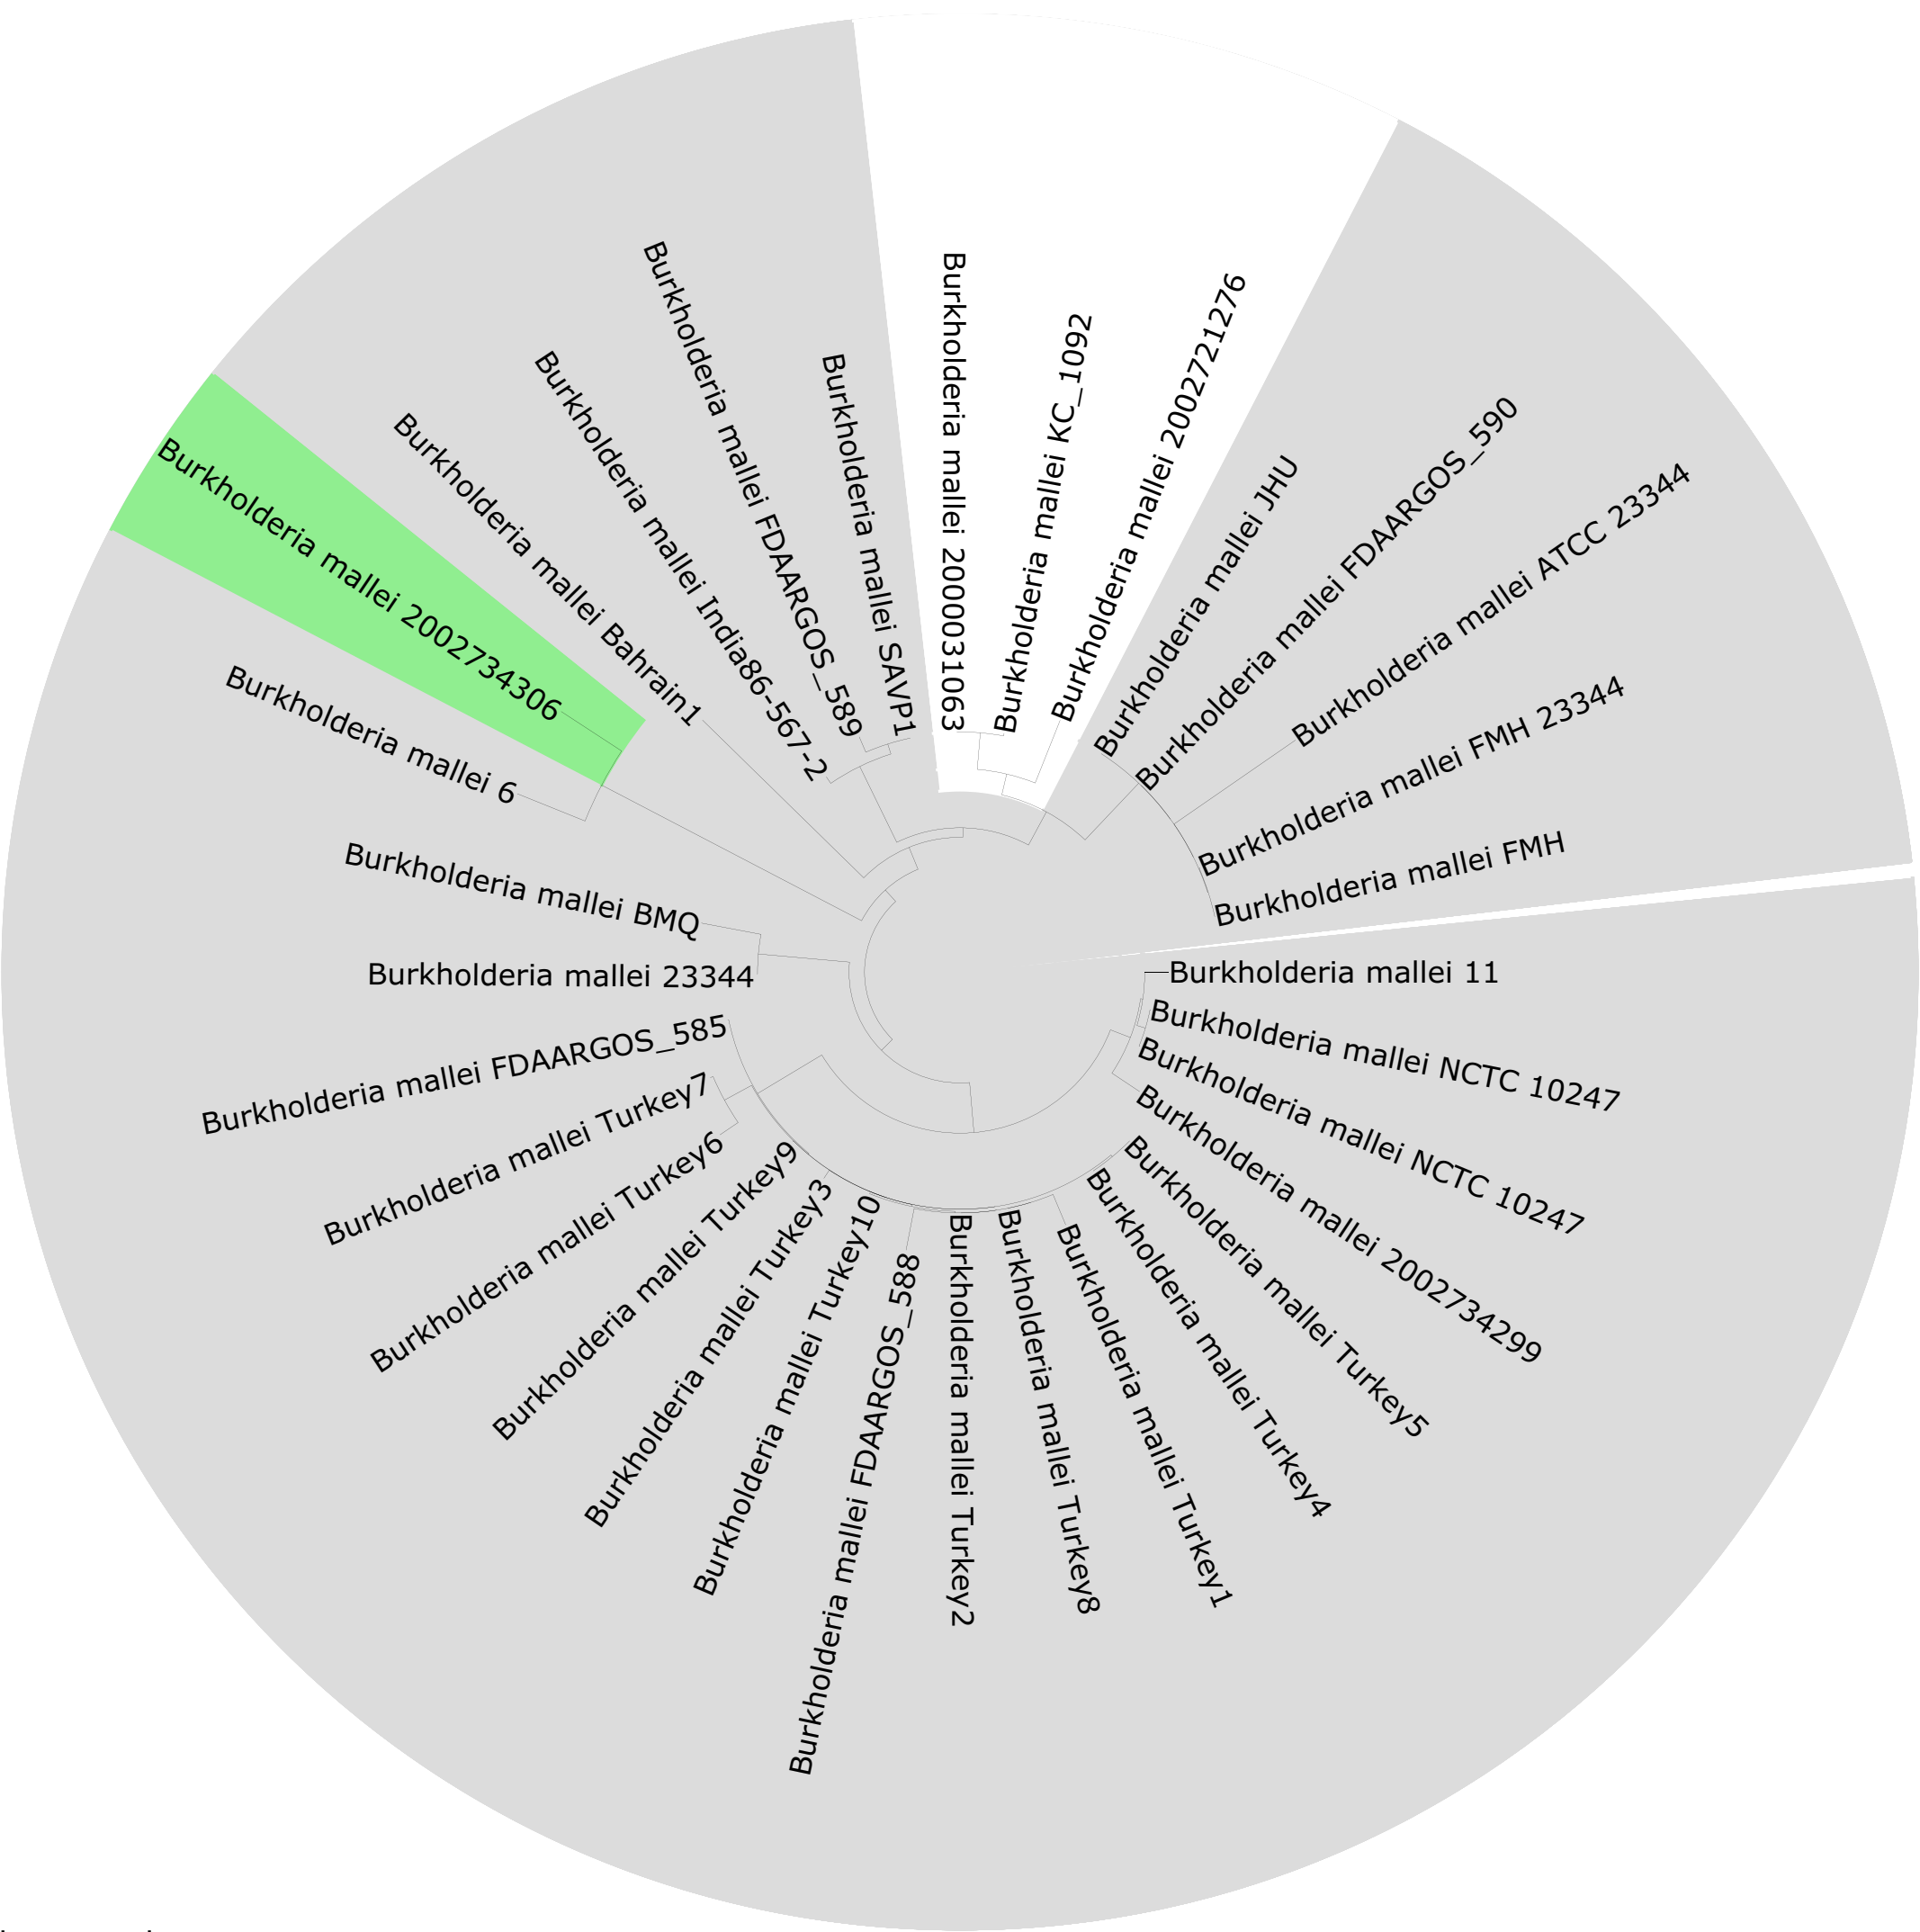 Burkholderia mallei 2000031063
Burkholderia mallei KC_1092
Burkholderia mallei 2002721276
Burkholderia mallei JHU
Burkholderia mallei FDAARGOS_590
Burkholderia mallei ATCC 23344
Burkholderia mallei FMH 23344
Burkholderia mallei FMH
Burkholderia mallei 11
Burkholderia mallei NCTC 10247
Burkholderia mallei NCTC 10247
Burkholderia mallei 2002734299
Burkholderia mallei Turkey5
Burkholderia mallei Turkey4
Burkholderia mallei Turkey1
Burkholderia mallei Turkey8
Burkholderia mallei Turkey2
Burkholderia mallei FDAARGOS_588
Burkholderia mallei Turkey10
Burkholderia mallei Turkey3
Burkholderia mallei Turkey9
Burkholderia mallei Turkey6
Burkholderia mallei Turkey7
Burkholderia mallei FDAARGOS_585
Burkholderia mallei 23344
Burkholderia mallei BMQ
Burkholderia mallei 6
Burkholderia mallei 2002734306
Burkholderia mallei Bahrain1
Burkholderia mallei India86-567-2
Burkholderia mallei FDAARGOS_589
Burkholderia mallei SAVP1